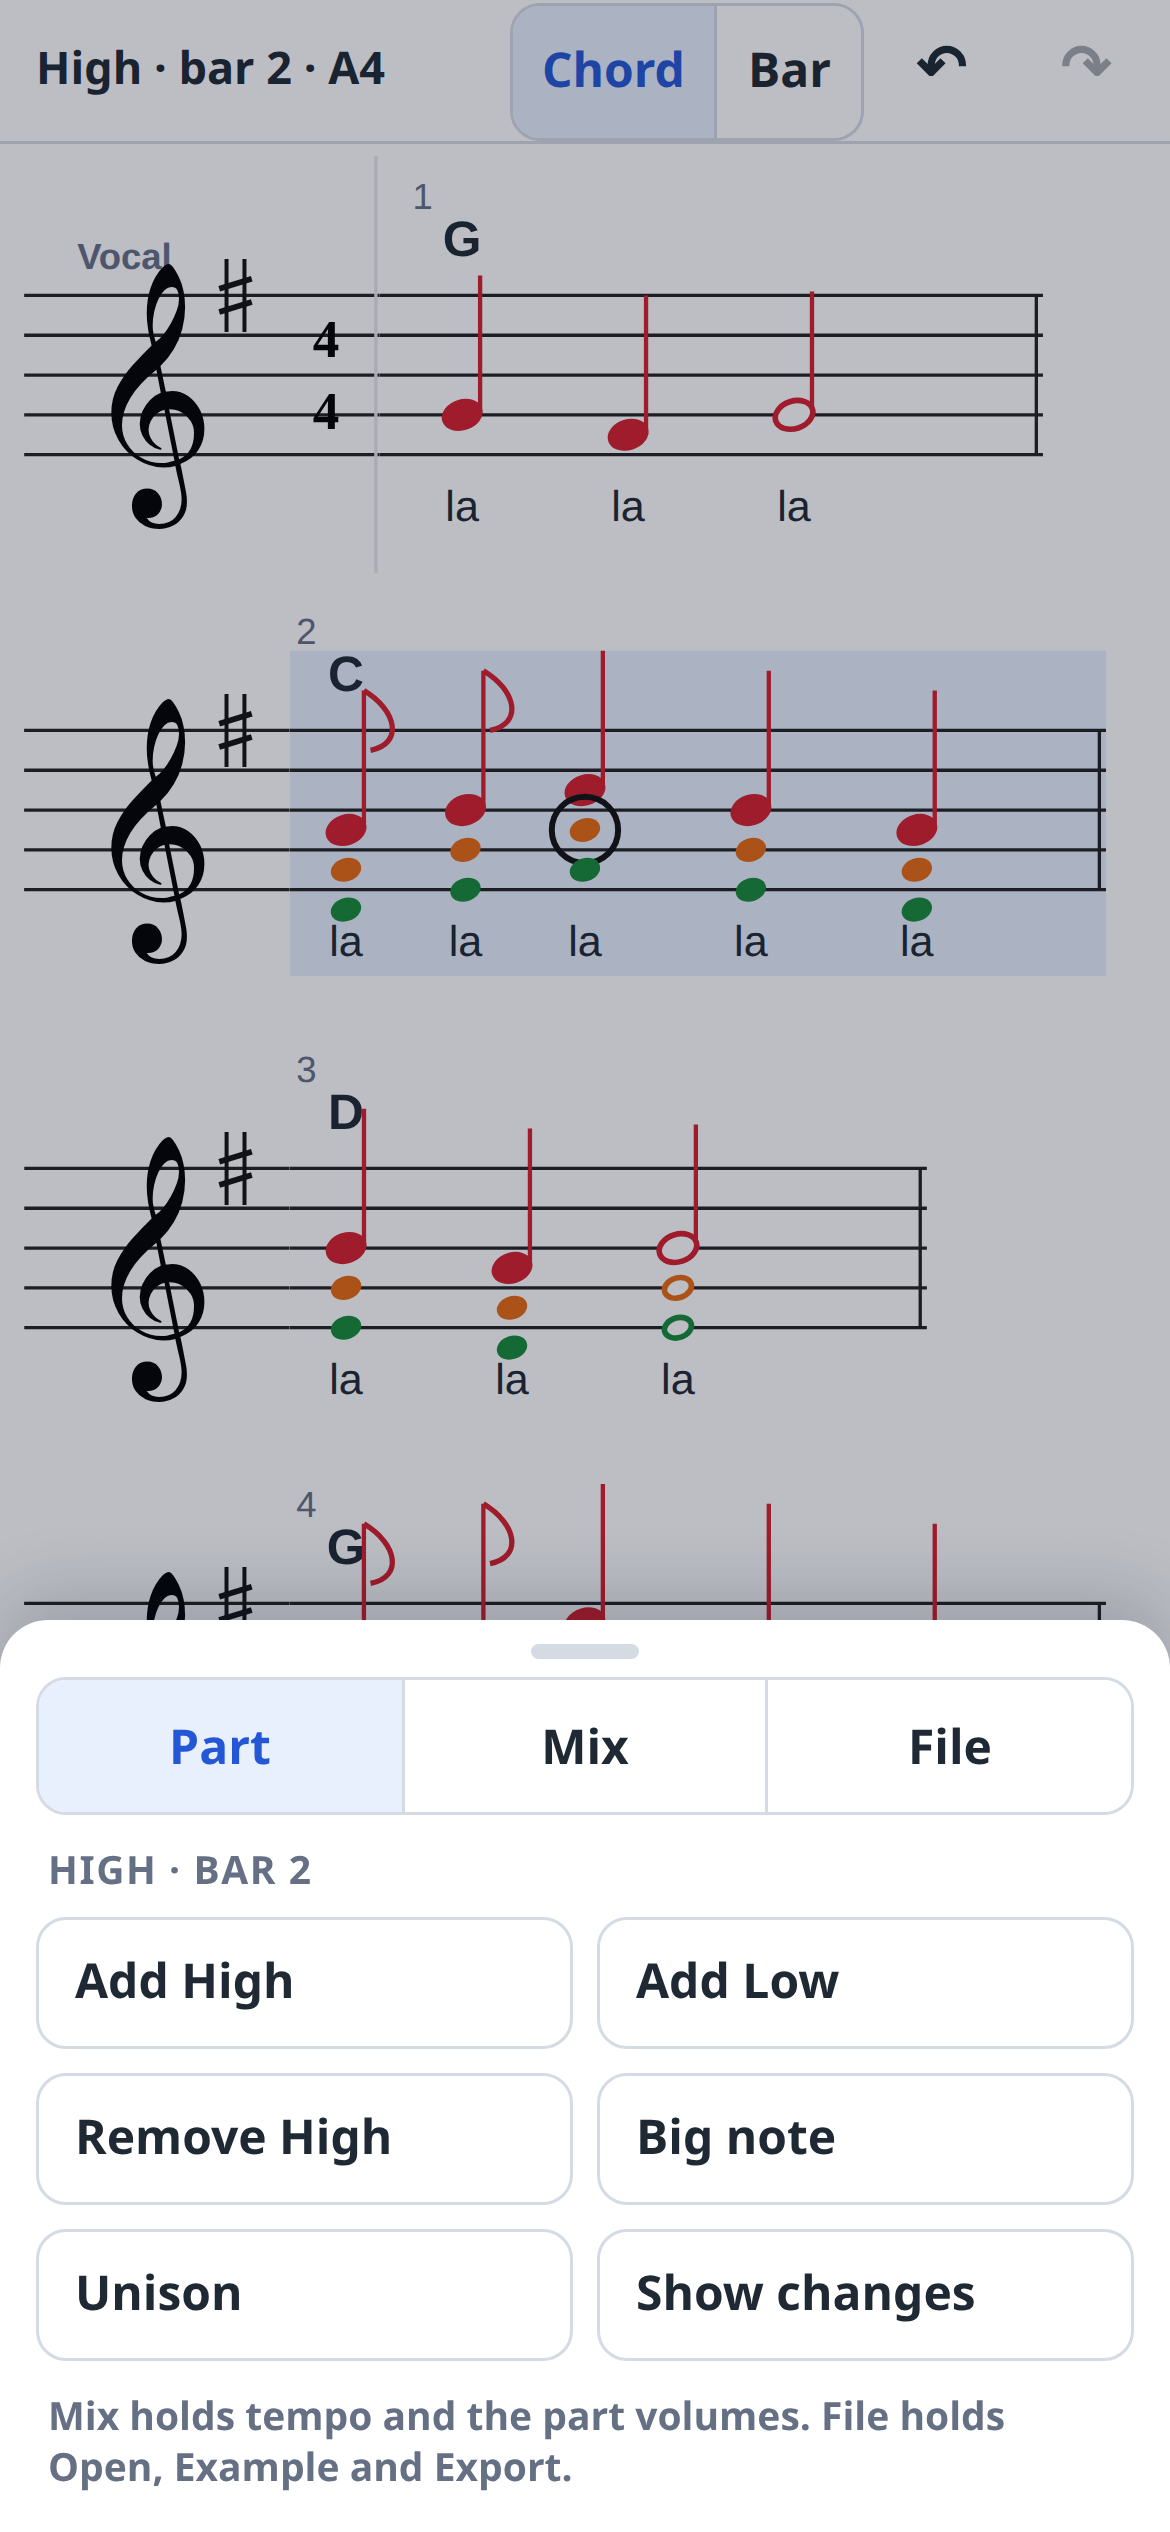 High · bar 2 · A4 Chord Bar ↶ ↷
1
G
Vocal
4
4
la la la
2
C
la la la la la
3
D
la la la
4
G
Part Mix File
HIGH · BAR 2
Add High Add Low
Remove High Big note
Unison Show changes
Mix holds tempo and the part volumes. File holds
Open, Example and Export.